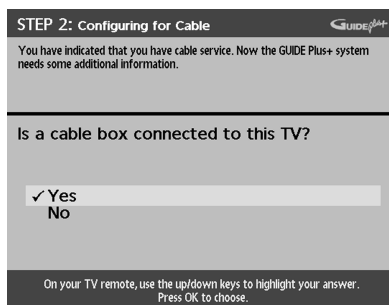 STEP 2: Configuring for Cable
GUIDE Plus+
You have indicated that you have cable service. Now the GUIDE Plus+ system
needs some additional information.
Is a cable box connected to this TV?
✓ Yes
No
On your TV remote, use the up/down keys to highlight your answer.
Press OK to choose.